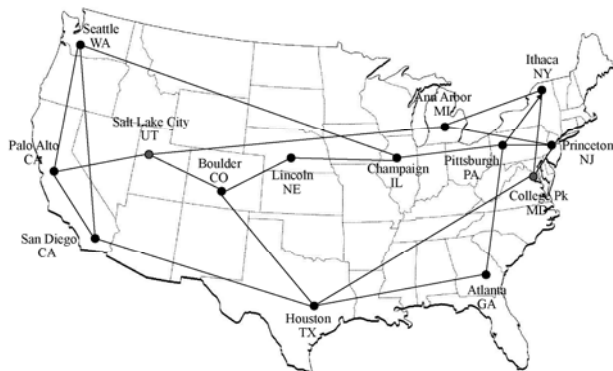 Seattle
WA
Ithaca
NY
Ann Arbor
MI
Salt Lake City
UT
Palo Alto
CA
Boulder
CO
Lincoln
NE
Champaign
IL
Pittsburgh
PA
Princeton
NJ
College Pk
MD
San Diego
CA
Atlanta
GA
Houston
TX